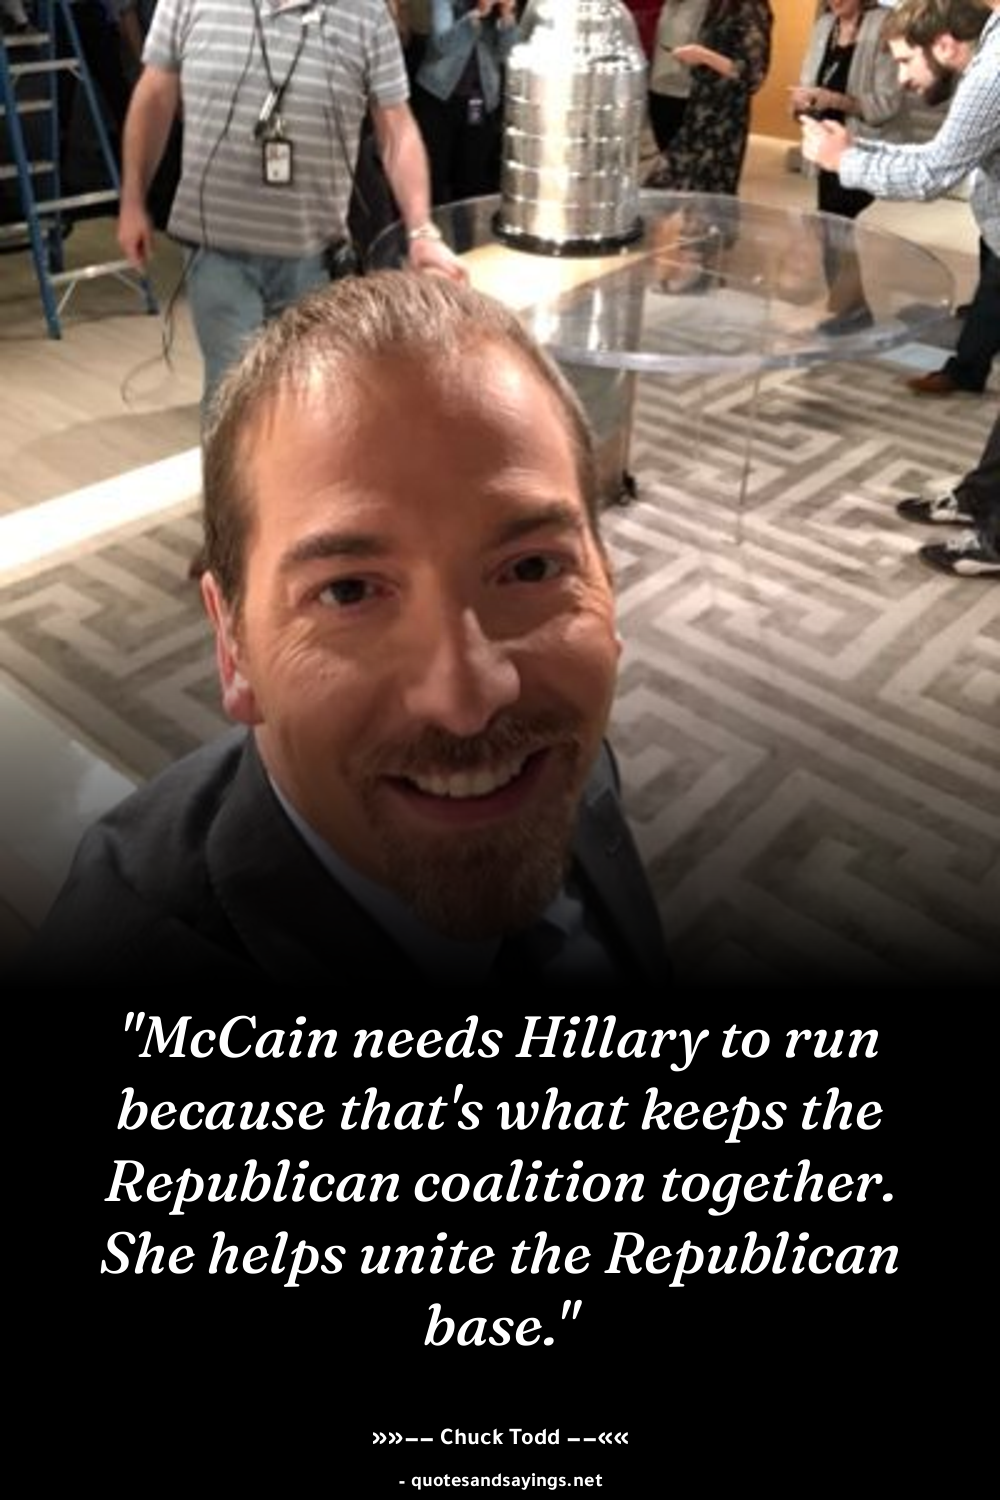 "McCain needs Hillary to run
because that's what keeps the
Republican coalition together.
She helps unite the Republican
base."
»»−− Chuck Todd −−««
- quotesandsayings.net